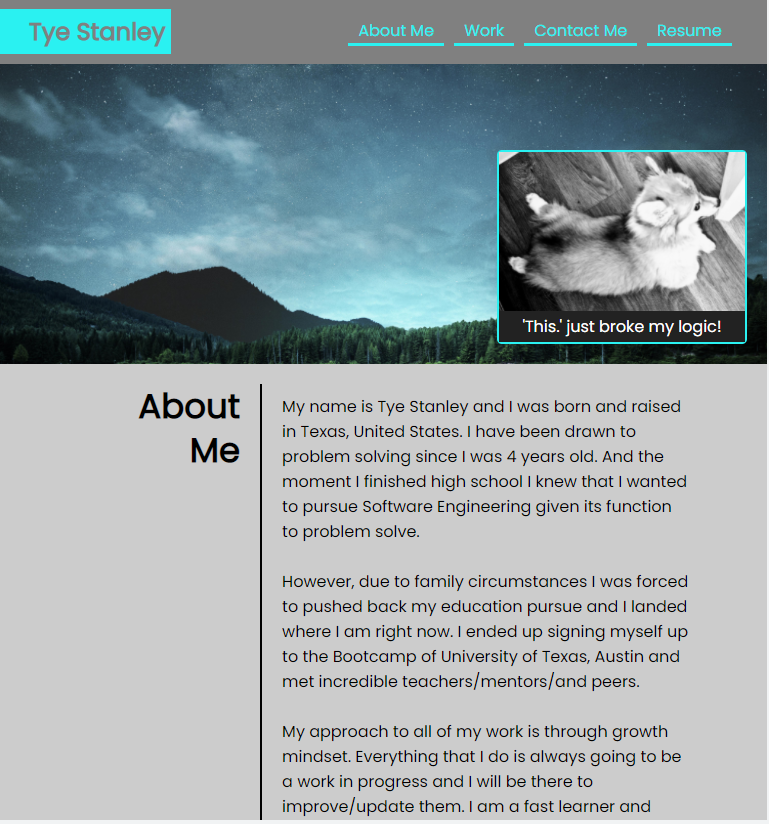 Tye Stanley
About Me Work Contact Me Resume
'This.' just broke my logic!
About
Me
My name is Tye Stanley and I was born and raised
in Texas, United States. I have been drawn to
problem solving since I was 4 years old. And the
moment I finished high school I knew that I wanted
to pursue Software Engineering given its function
to problem solve.
However, due to family circumstances I was forced
to pushed back my education pursue and I landed
where I am right now. I ended up signing myself up
to the Bootcamp of University of Texas, Austin and
met incredible teachers/mentors/and peers.
My approach to all of my work is through growth
mindset. Everything that I do is always going to be
a work in progress and I will be there to
improve/update them. I am a fast learner and